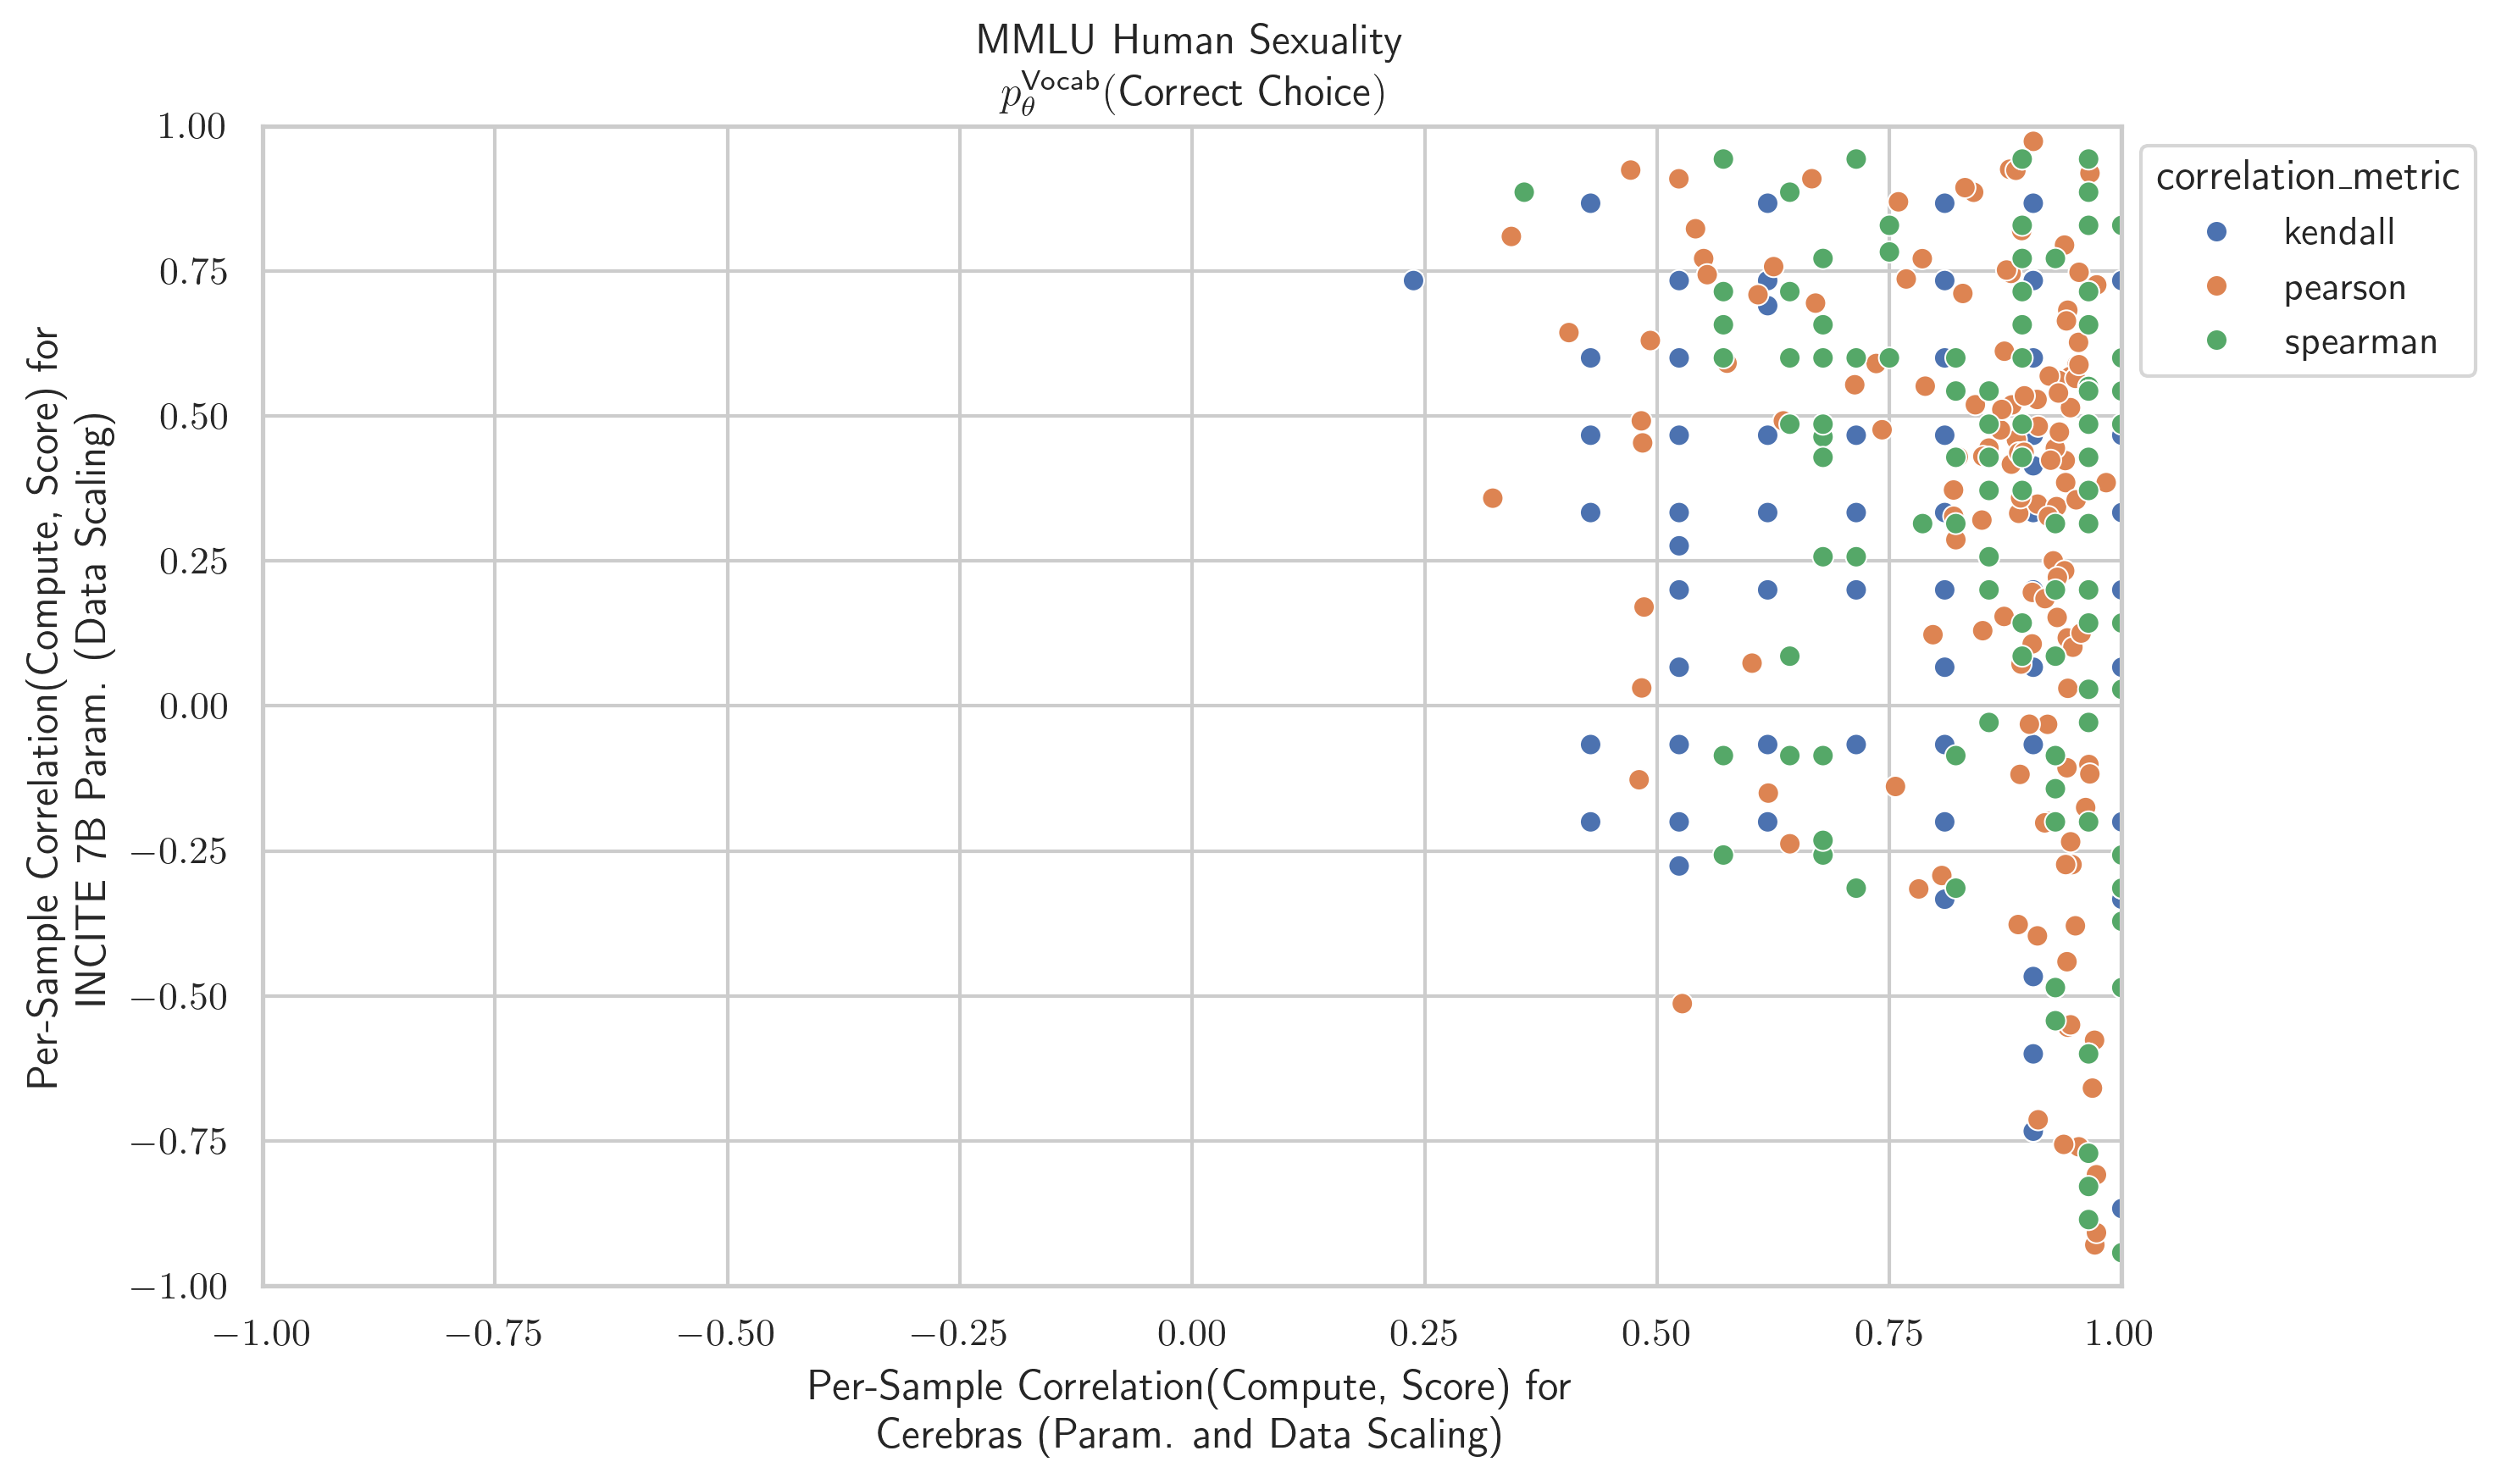 MMLU Human Sexuality
p_θ^Vocab(Correct Choice)
Per-Sample Correlation(Compute, Score) for
INCITE 7B Param. (Data Scaling)
1.00
0.75
0.50
0.25
0.00
−0.25
−0.50
−0.75
−1.00
−1.00 −0.75 −0.50 −0.25 0.00 0.25 0.50 0.75 1.00
Per-Sample Correlation(Compute, Score) for
Cerebras (Param. and Data Scaling)
correlation_metric
kendall
pearson
spearman